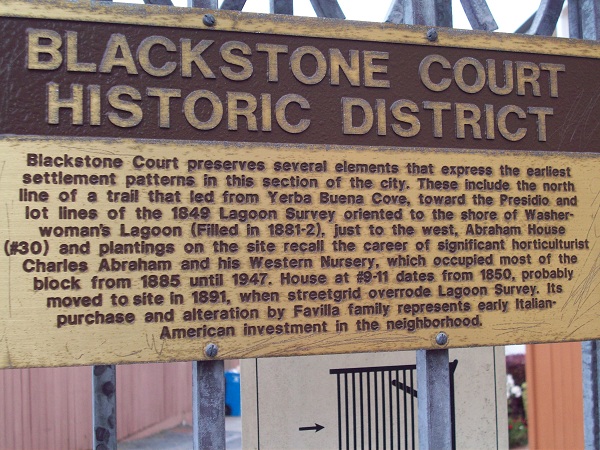 BLACKSTONE COURT
HISTORIC DISTRICT
Blackstone Court preserves several elements that express the earliest
settlement patterns in this section of the city. These include the north
line of a trail that led from Yerba Buena Cove, toward the Presidio and
lot lines of the 1849 Lagoon Survey oriented to the shore of Washer-
woman's Lagoon (Filled in 1881-2), just to the west, Abraham House
(#30) and plantings on the site recall the career of significant horticulturist
Charles Abraham and his Western Nursery, which occupied most of the
block from 1885 until 1947. House at #9-11 dates from 1850, probably
moved to site in 1891, when streetgrid overrode Lagoon Survey. Its
purchase and alteration by Favilla family represents early Italian-
American investment in the neighborhood.